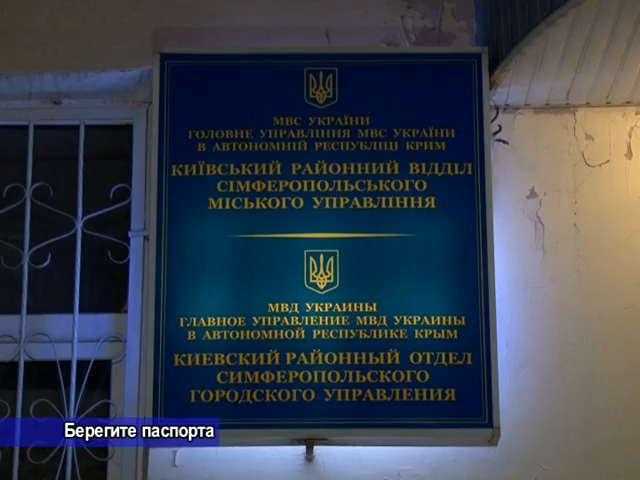 МВС УКРАЇНИ
ГОЛОВНЕ УПРАВЛІННЯ МВС УКРАЇНИ
В АВТОНОМНІЙ РЕСПУБЛІЦІ КРИМ
КИЇВСЬКИЙ РАЙОННИЙ ВІДДІЛ
СІМФЕРОПОЛЬСЬКОГО
МІСЬКОГО УПРАВЛІННЯ
МВД УКРАИНЫ
ГЛАВНОЕ УПРАВЛЕНИЕ МВД УКРАИНЫ
В АВТОНОМНОЙ РЕСПУБЛИКЕ КРЫМ
КИЕВСКИЙ РАЙОННЫЙ ОТДЕЛ
СИМФЕРОПОЛЬСКОГО
ГОРОДСКОГО УПРАВЛЕНИЯ
Берегите паспорта